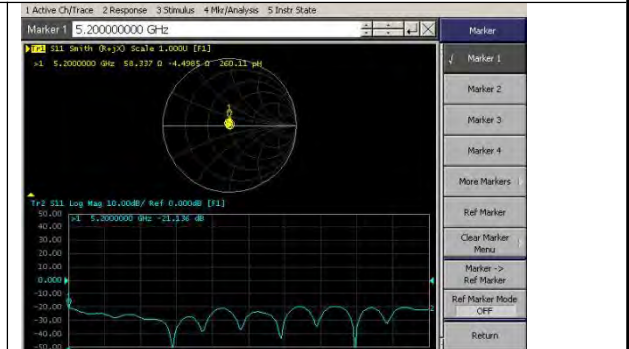 1 Active Ch/Trace 2 Response 3 Stimulus 4 Mkr/Analysis 5 Instr State
Marker 1 5.200000000 GHz
Tr1 S11 Smith (R+jX) Scale 1.000U [F1]
>1 5.2000000 GHz 58.337 Ω -4.4985 Ω 260.11 pH
1
Tr2 S11 Log Mag 10.00dB/ Ref 0.000dB [F1]
>1 5.2000000 GHz -21.136 dB
50.00
40.00
30.00
20.00
10.00
0.000
-10.00
-20.00
-30.00
-40.00
-50.00
Marker
√ Marker 1
Marker 2
Marker 3
Marker 4
More Markers
Ref Marker
Clear Marker
Menu
Marker ->
Ref Marker
Ref Marker Mode
OFF
Return